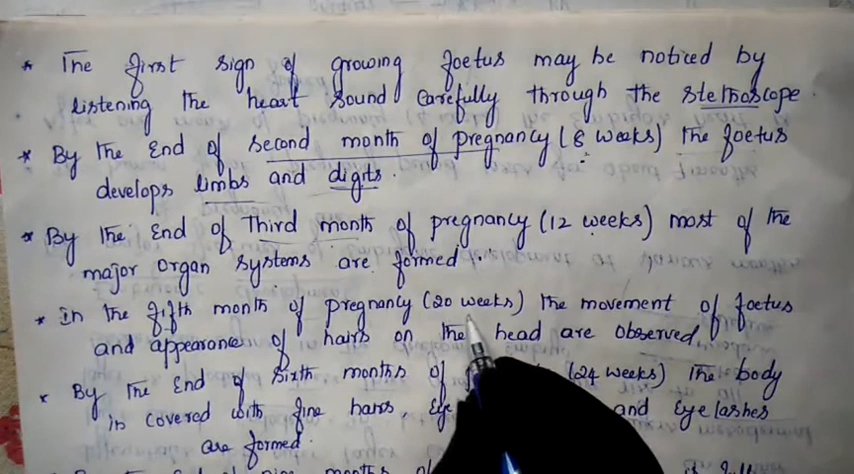 * The first sign of growing foetus may be noticed by
listening the heart sound carefully through the stethoscope.
* By the End of second month of pregnancy (8 weeks) the foetus
develops limbs and digits.
* By the End of Third month of pregnancy (12 weeks) most of the
major organ systems are formed.
* In the fifth month of pregnancy (20 weeks) the movement of foetus
and appearance of hairs on the head are observed.
* By the End of Sixth months of (24 weeks) The body
in covered with fine hairs, Eye and Eyelashes
are formed.
months of